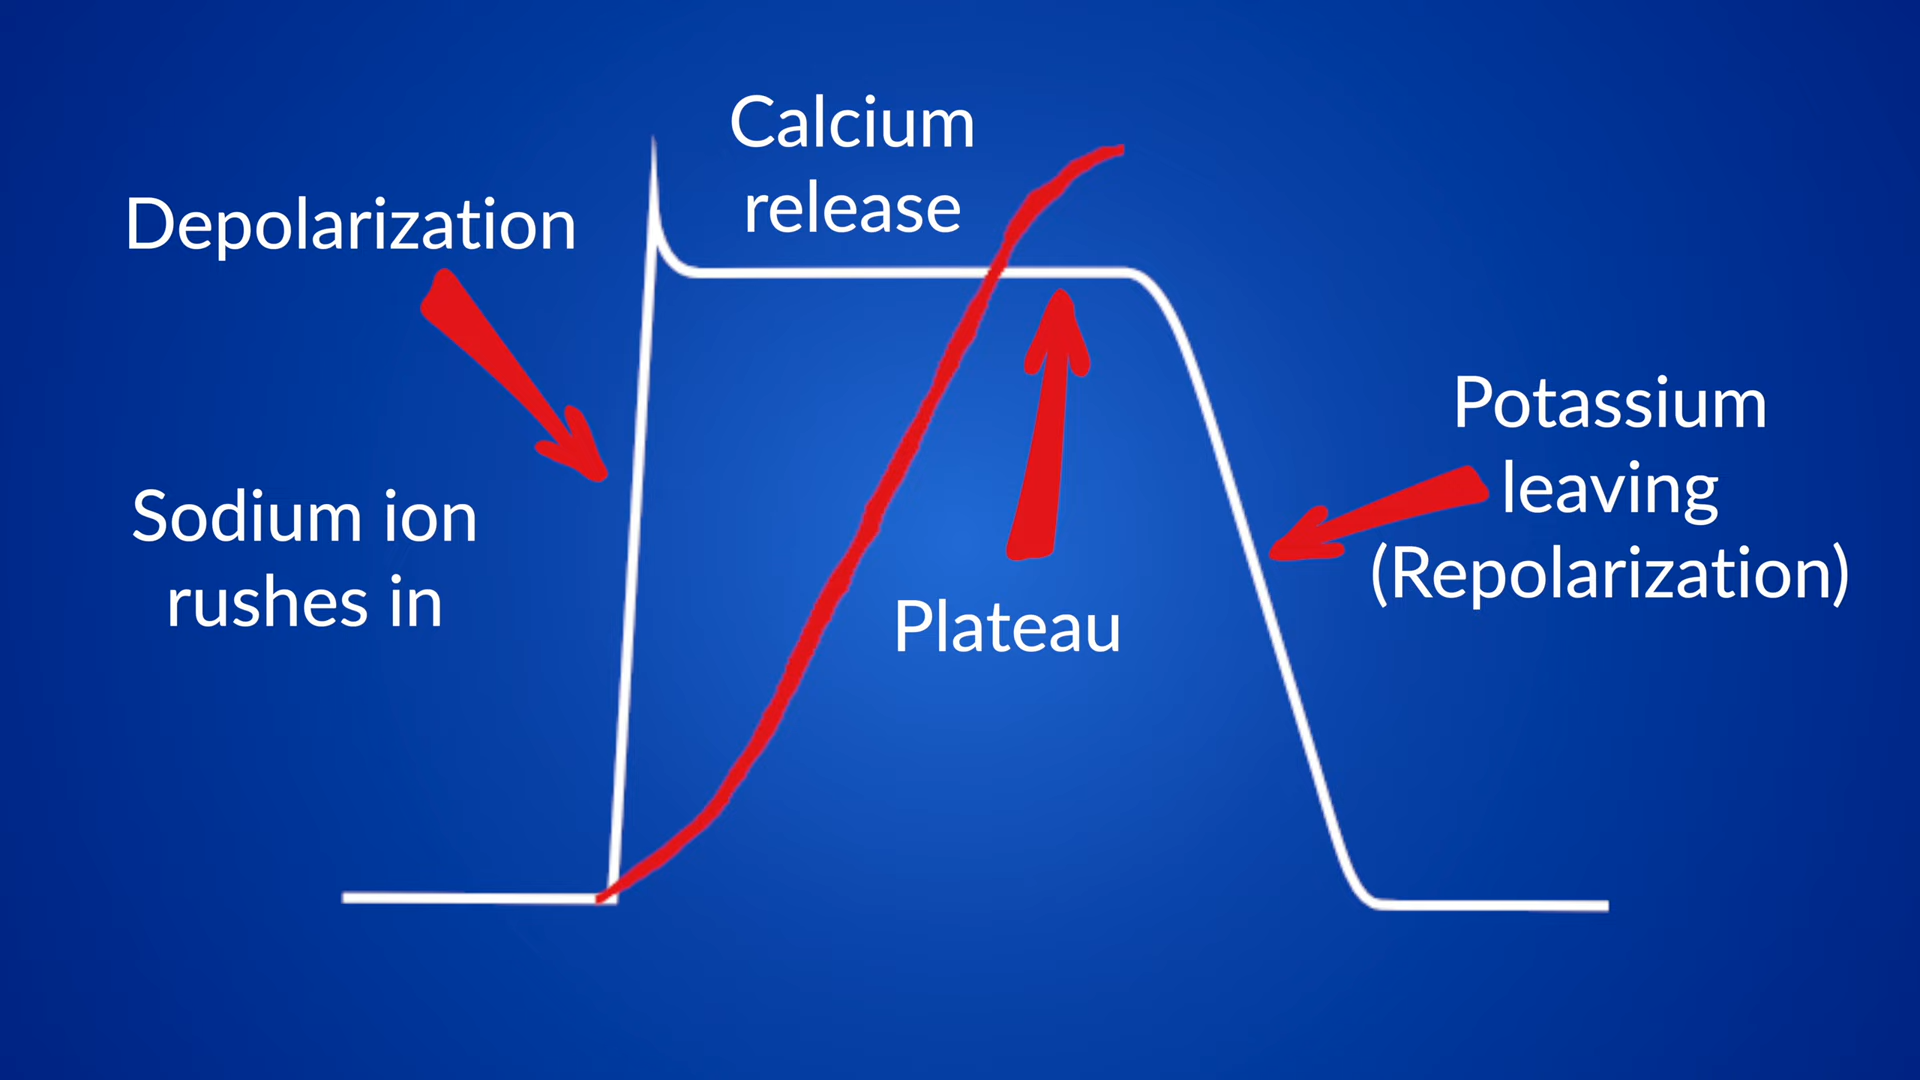 Calcium
release
Depolarization
Sodium ion
rushes in
Plateau
Potassium
leaving
(Repolarization)